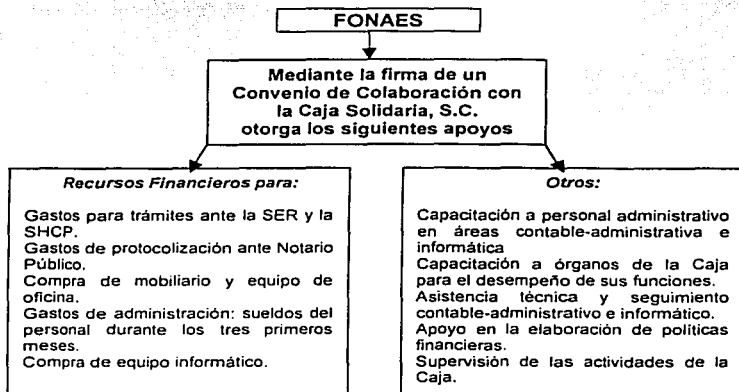 FONAES
Mediante la firma de un
Convenio de Colaboración con
la Caja Solidaria, S.C.
otorga los siguientes apoyos
Recursos Financieros para:
Gastos para trámites ante la SER y la
SHCP.
Gastos de protocolización ante Notario
Público.
Compra de mobiliario y equipo de
oficina.
Gastos de administración: sueldos del
personal durante los tres primeros
meses.
Compra de equipo informático.
Otros:
Capacitación a personal administrativo
en áreas contable-administrativa e
informática
Capacitación a órganos de la Caja
para el desempeño de sus funciones.
Asistencia técnica y seguimiento
contable-administrativo e informático.
Apoyo en la elaboración de políticas
financieras.
Supervisión de las actividades de la
Caja.